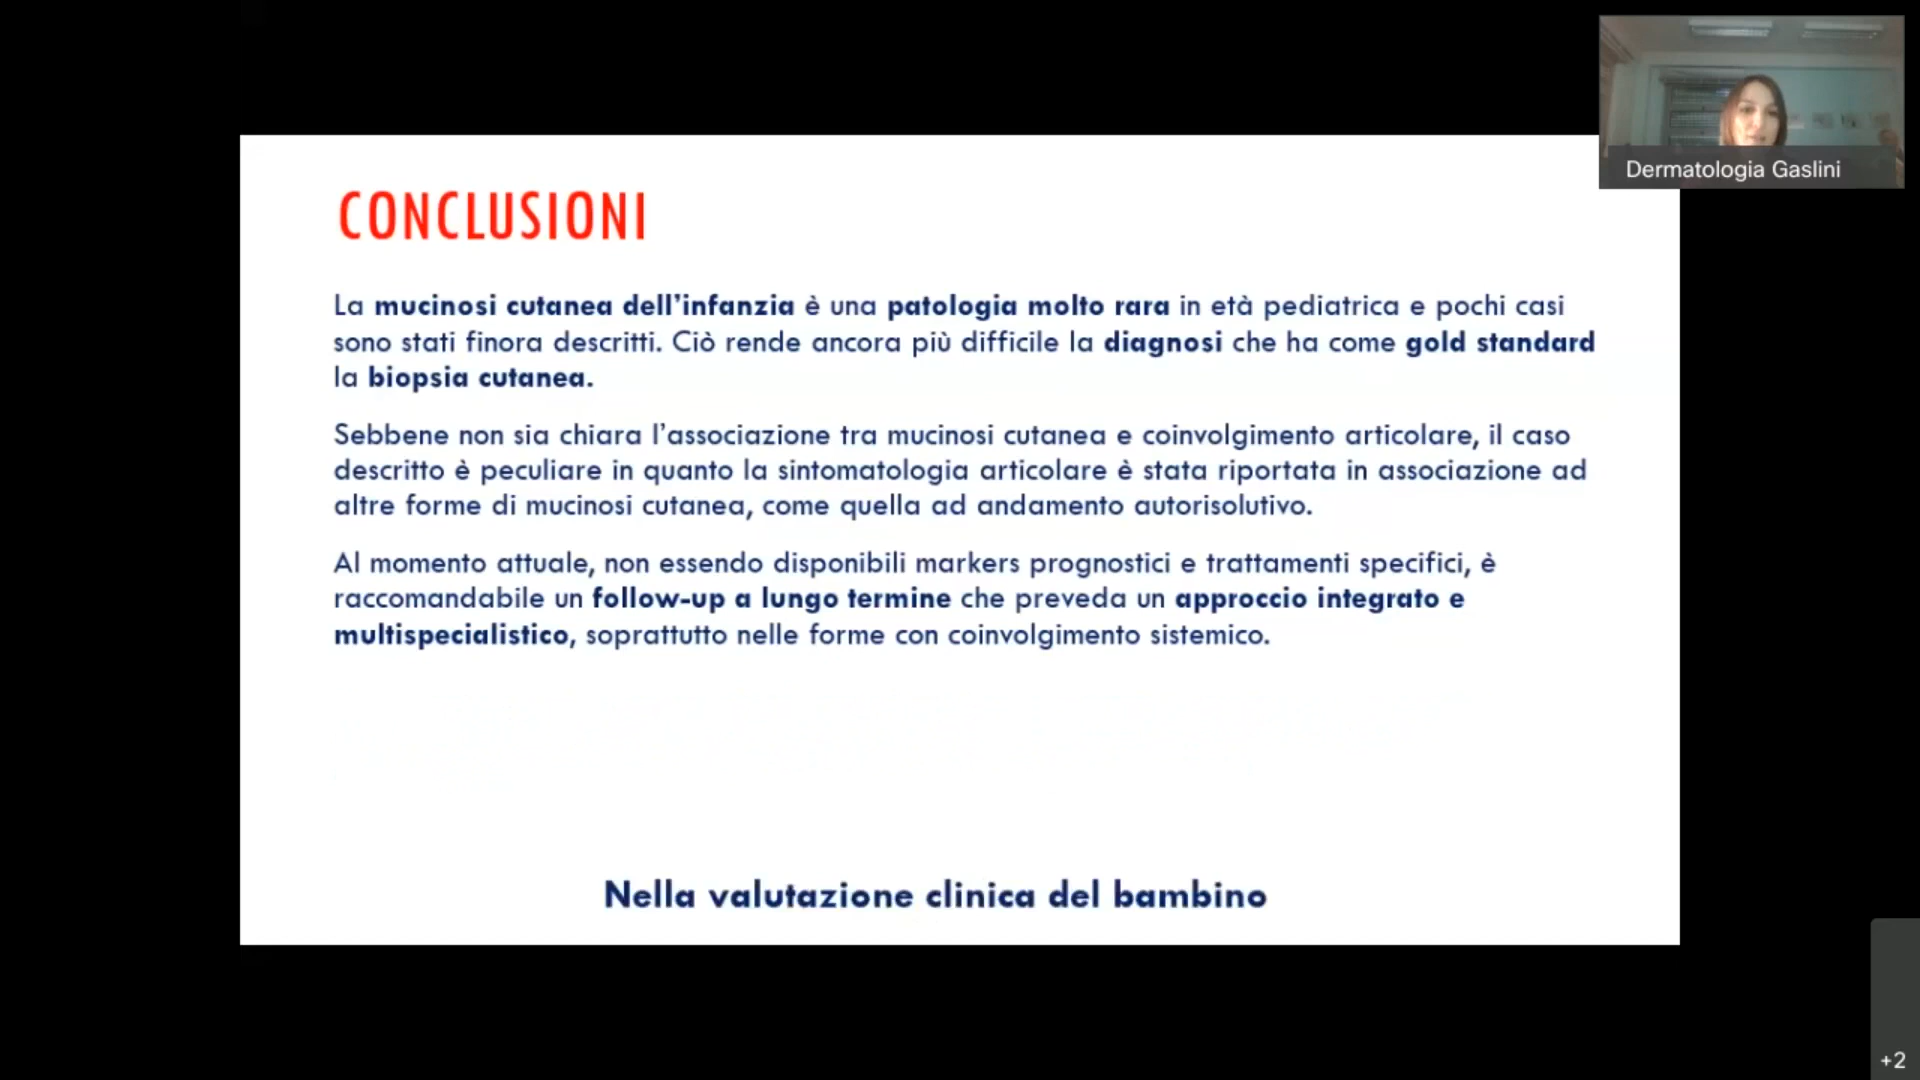 Dermatologia Gaslini
CONCLUSIONI
La mucinosi cutanea dell'infanzia è una patologia molto rara in età pediatrica e pochi casi
sono stati finora descritti. Ciò rende ancora più difficile la diagnosi che ha come gold standard
la biopsia cutanea.
Sebbene non sia chiara l'associazione tra mucinosi cutanea e coinvolgimento articolare, il caso
descritto è peculiare in quanto la sintomatologia articolare è stata riportata in associazione ad
altre forme di mucinosi cutanea, come quella ad andamento autorisolutivo.
Al momento attuale, non essendo disponibili markers prognostici e trattamenti specifici, è
raccomandabile un follow-up a lungo termine che preveda un approccio integrato e
multispecialistico, soprattutto nelle forme con coinvolgimento sistemico.
Nella valutazione clinica del bambino
+2